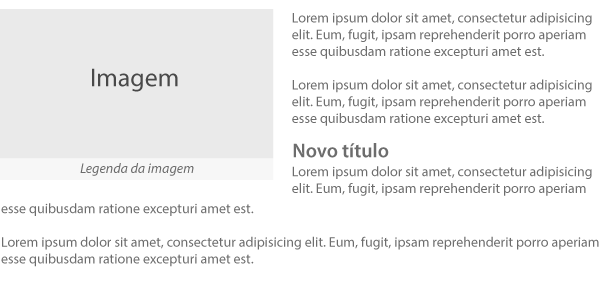 Imagem
Legenda da imagem
Lorem ipsum dolor sit amet, consectetur adipisicing
elit. Eum, fugit, ipsam reprehenderit porro aperiam
esse quibusdam ratione excepturi amet est.
Lorem ipsum dolor sit amet, consectetur adipisicing
elit. Eum, fugit, ipsam reprehenderit porro aperiam
esse quibusdam ratione excepturi amet est.
Novo título
Lorem ipsum dolor sit amet, consectetur adipisicing
elit. Eum, fugit, ipsam reprehenderit porro aperiam
esse quibusdam ratione excepturi amet est.
Lorem ipsum dolor sit amet, consectetur adipisicing elit. Eum, fugit, ipsam reprehenderit porro aperiam
esse quibusdam ratione excepturi amet est.